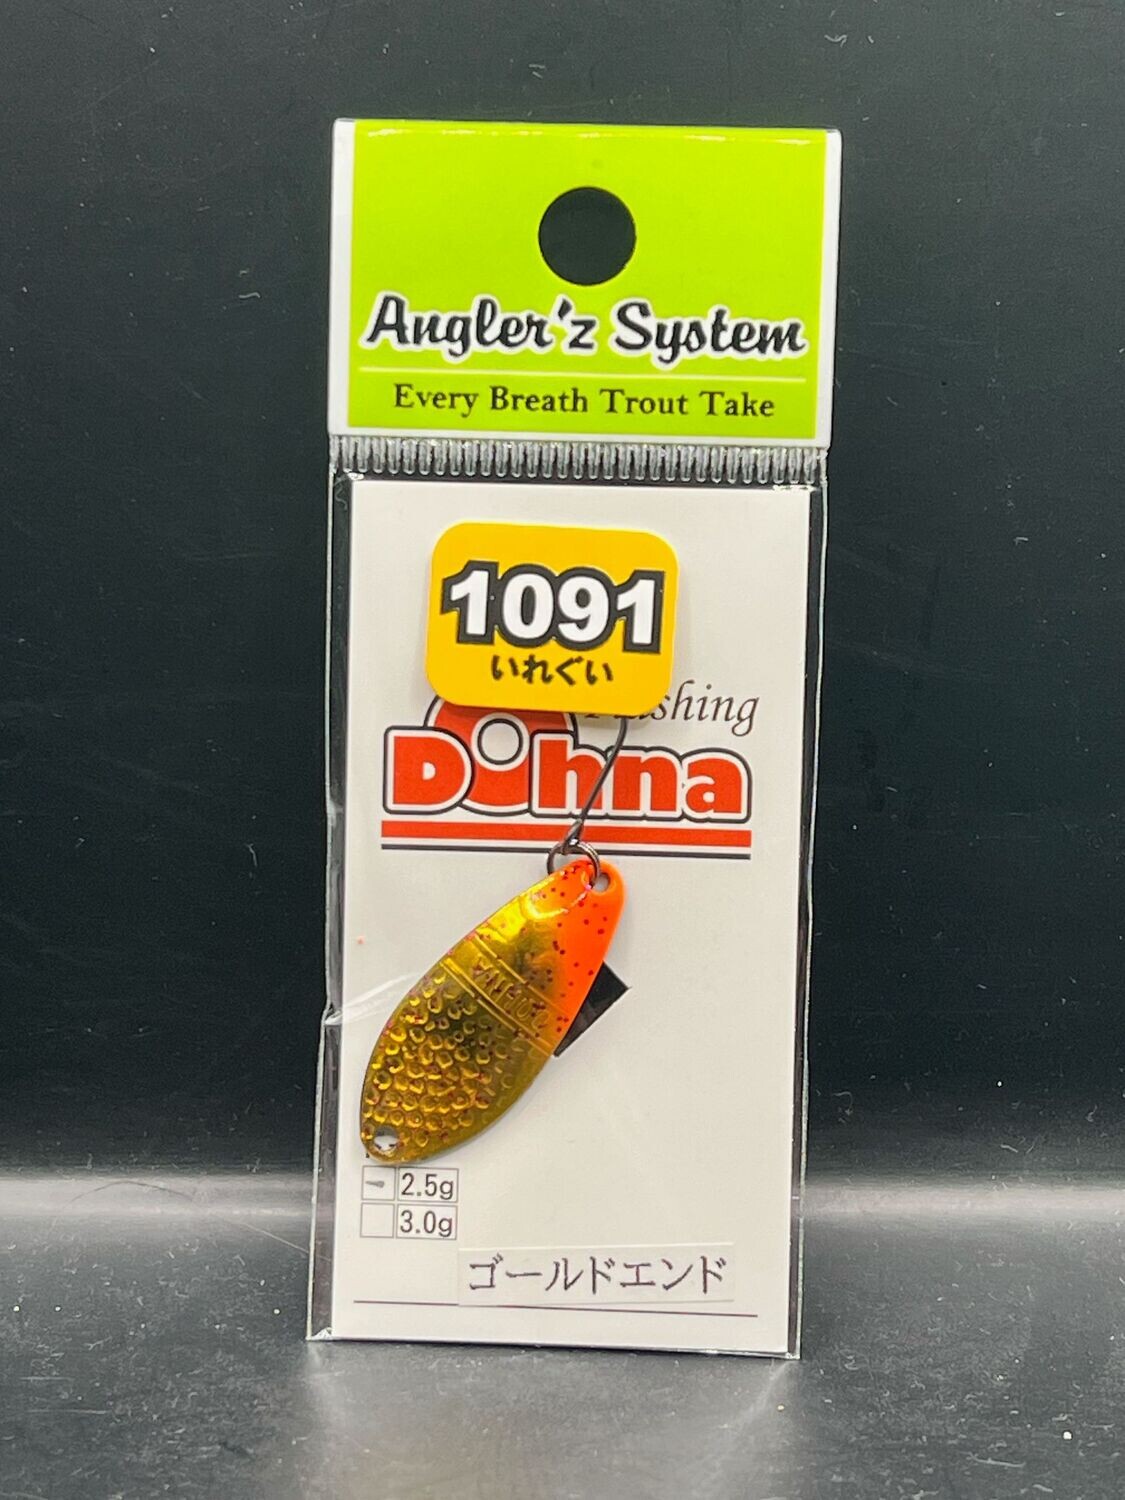 Angler'z System
Every Breath Trout Take
1091
いれぐい
Dohna
DOHNA
2.5g
3.0g
ゴールドエンド